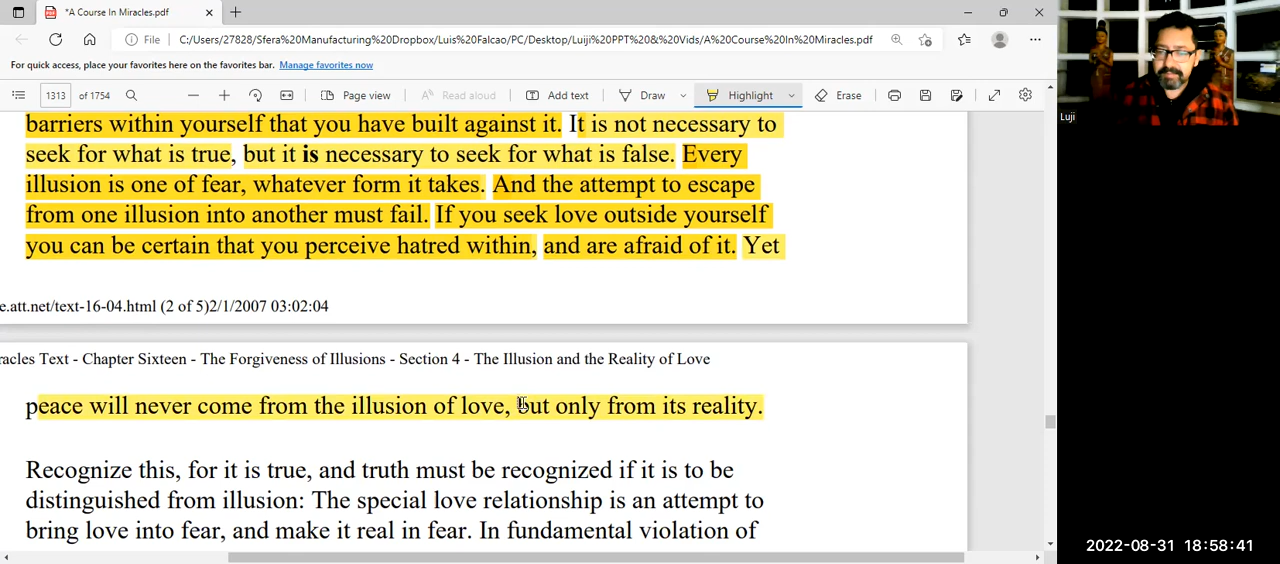 *A Course In Miracles.pdf
File
C:/Users/27828/Sfera%20Manufacturing%20Dropbox/Luis%20Falcao/PC/Desktop/Luiji%20PPT%20&%20Vids/A%20Course%20In%20Miracles.pdf
For quick access, place your favorites here on the favorites bar. Manage favorites now
1313 of 1754 Page view Read aloud Add text Draw Highlight Erase
barriers within yourself that you have built against it. It is not necessary to
seek for what is true, but it is necessary to seek for what is false. Every
illusion is one of fear, whatever form it takes. And the attempt to escape
from one illusion into another must fail. If you seek love outside yourself
you can be certain that you perceive hatred within, and are afraid of it. Yet
e.att.net/text-16-04.html (2 of 5)2/1/2007 03:02:04
racles Text - Chapter Sixteen - The Forgiveness of Illusions - Section 4 - The Illusion and the Reality of Love
peace will never come from the illusion of love, but only from its reality.
Recognize this, for it is true, and truth must be recognized if it is to be
distinguished from illusion: The special love relationship is an attempt to
bring love into fear, and make it real in fear. In fundamental violation of
Luji
2022-08-31 18:58:41